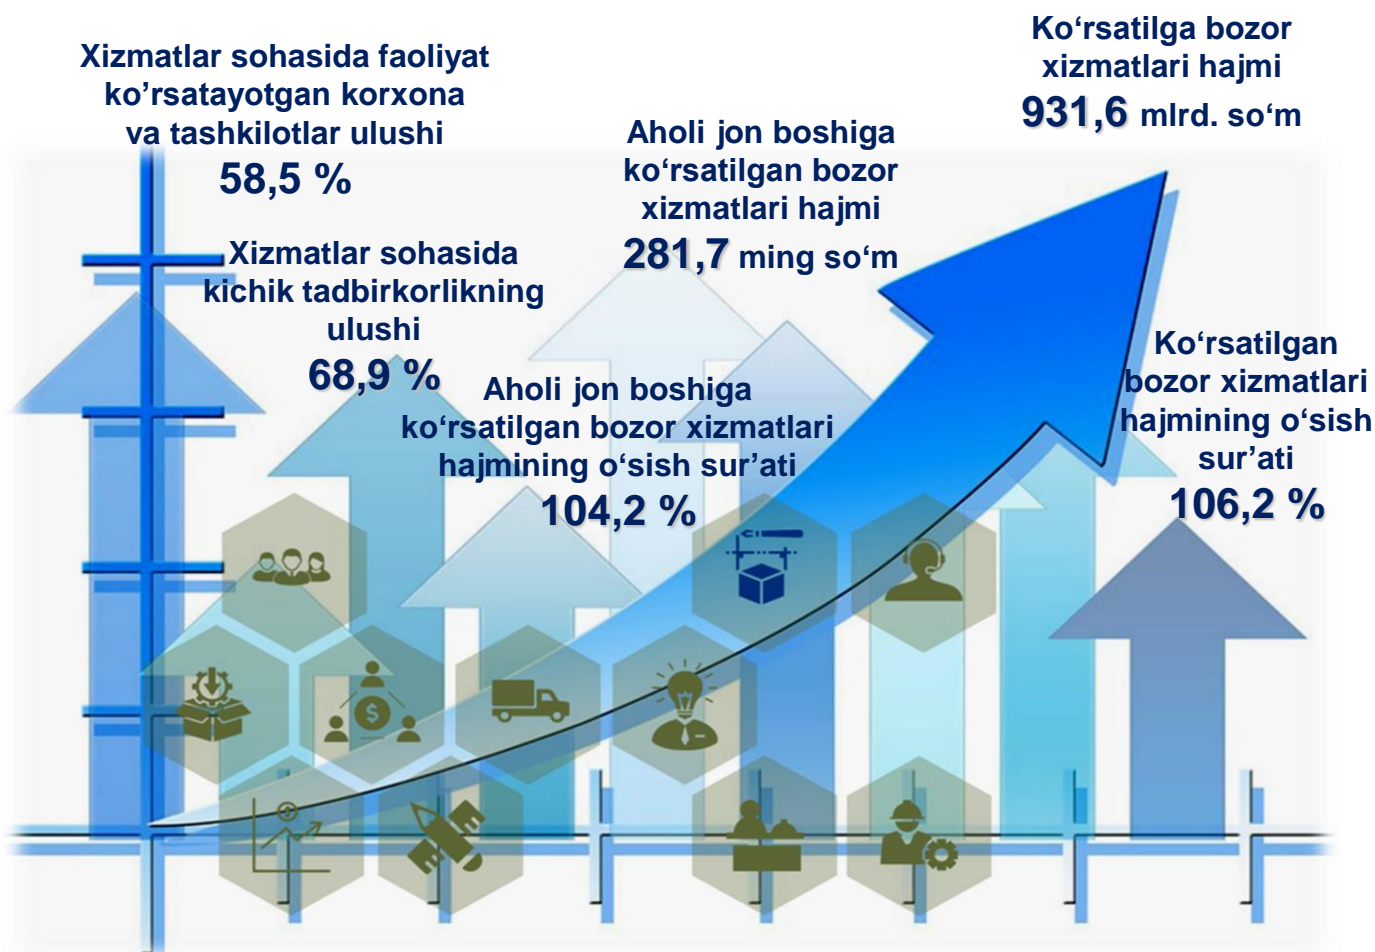 Xizmatlar sohasida faoliyat
ko’rsatayotgan korxona
va tashkilotlar ulushi
58,5 %
Xizmatlar sohasida
kichik tadbirkorlikning
ulushi
68,9 %
Aholi jon boshiga
ko‘rsatilgan bozor
xizmatlari hajmi
281,7 ming so‘m
Aholi jon boshiga
ko‘rsatilgan bozor xizmatlari
hajmining o‘sish sur’ati
104,2 %
Ko‘rsatilga bozor
xizmatlari hajmi
931,6 mlrd. so‘m
Ko‘rsatilgan
bozor xizmatlari
hajmining o‘sish
sur’ati
106,2 %